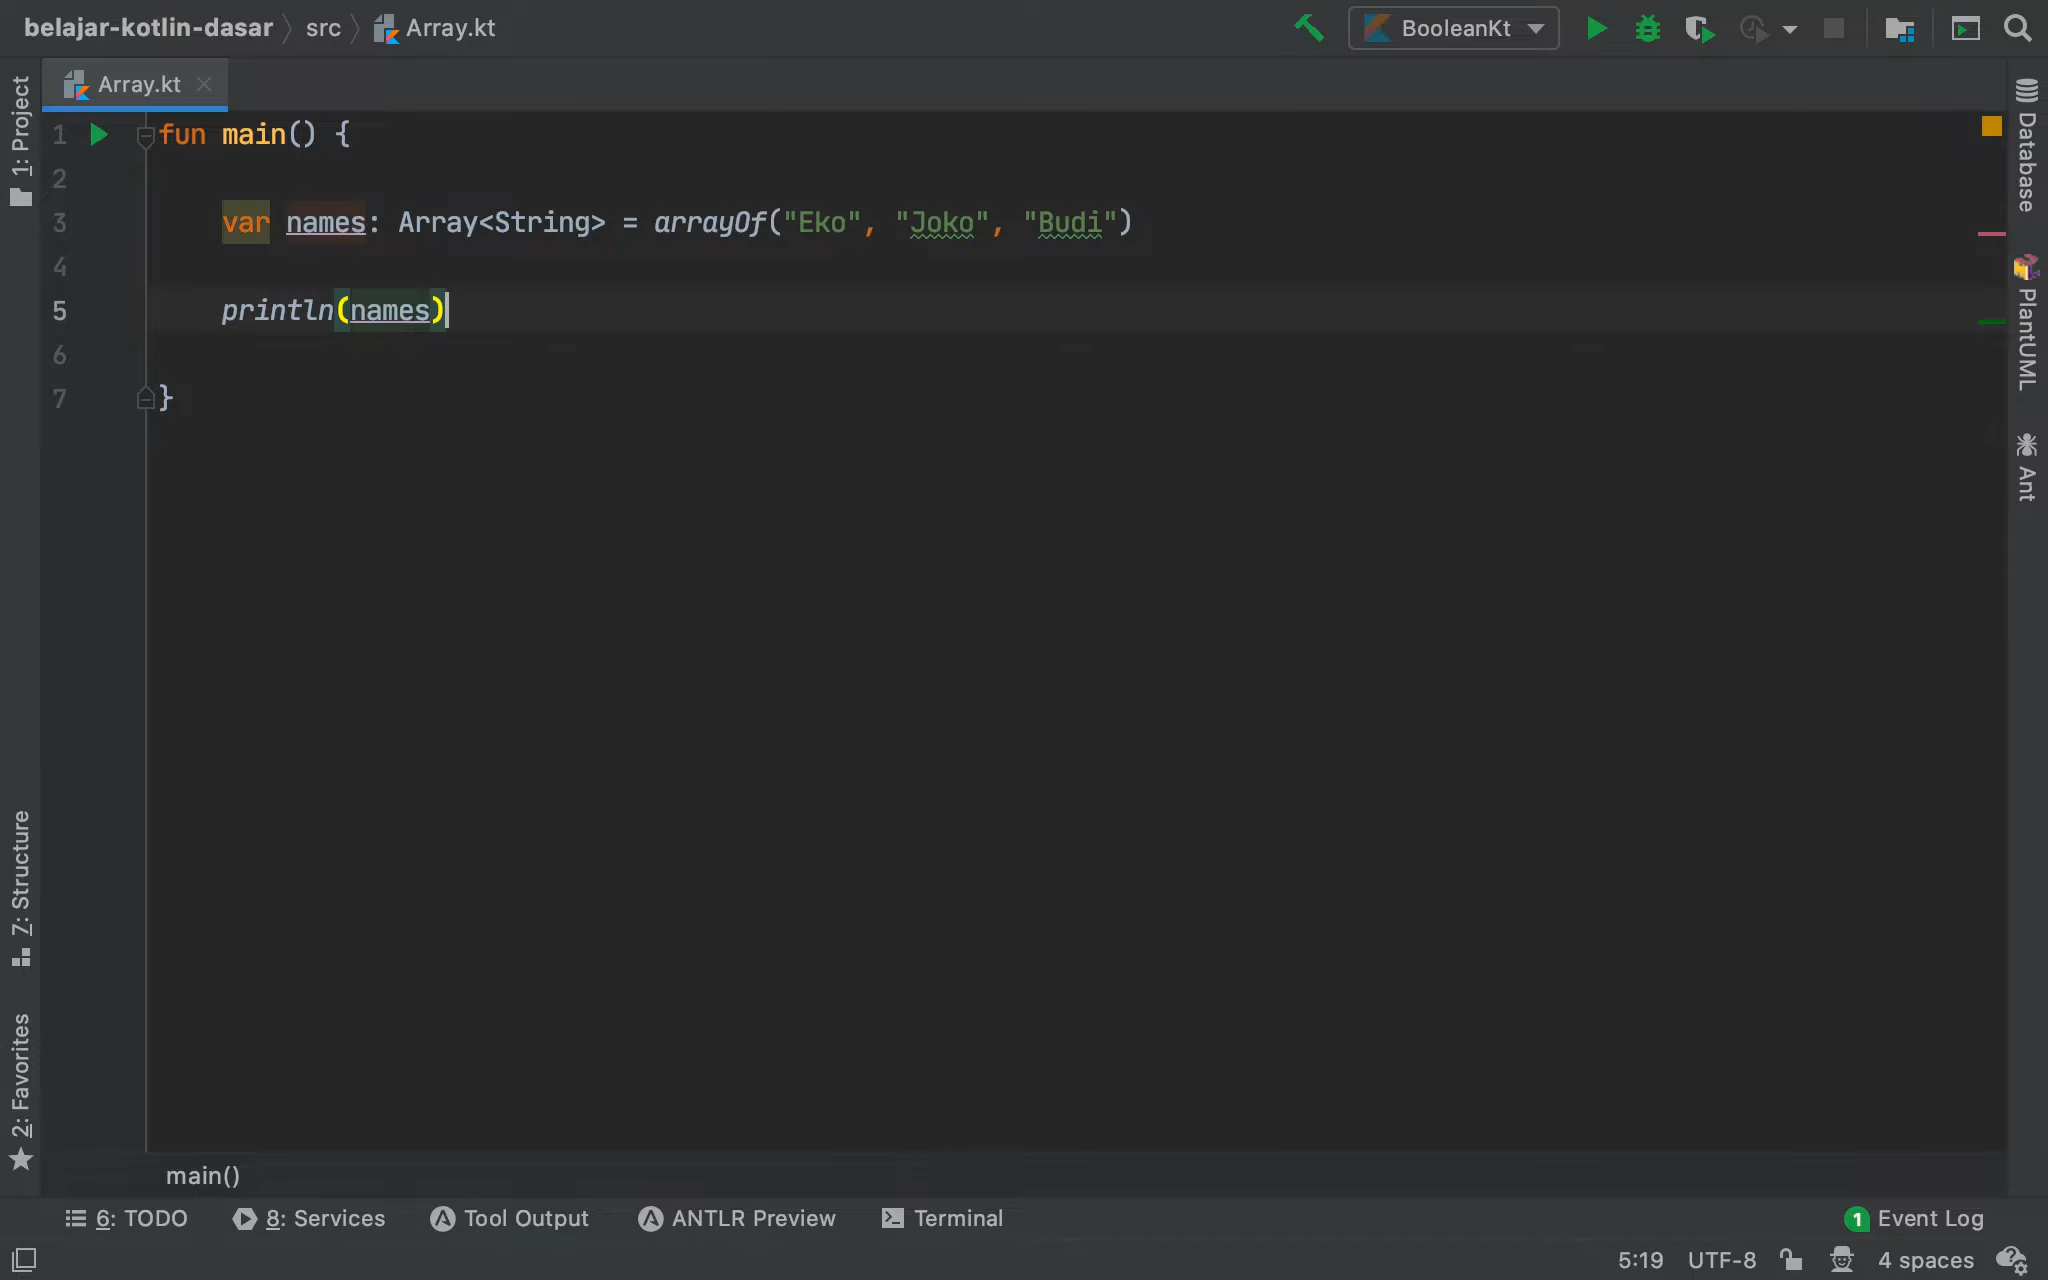 belajar-kotlin-dasar src Array.kt
BooleanKt
Array.kt
1: Project
1 fun main() {
2
3 var names: Array<String> = arrayOf("Eko", "Joko", "Budi")
4
5 println(names)
6
7 }
7: Structure
2: Favorites
Database
PlantUML
Ant
main()
6: TODO 8: Services Tool Output ANTLR Preview Terminal
1 Event Log
5:19 UTF-8 4 spaces